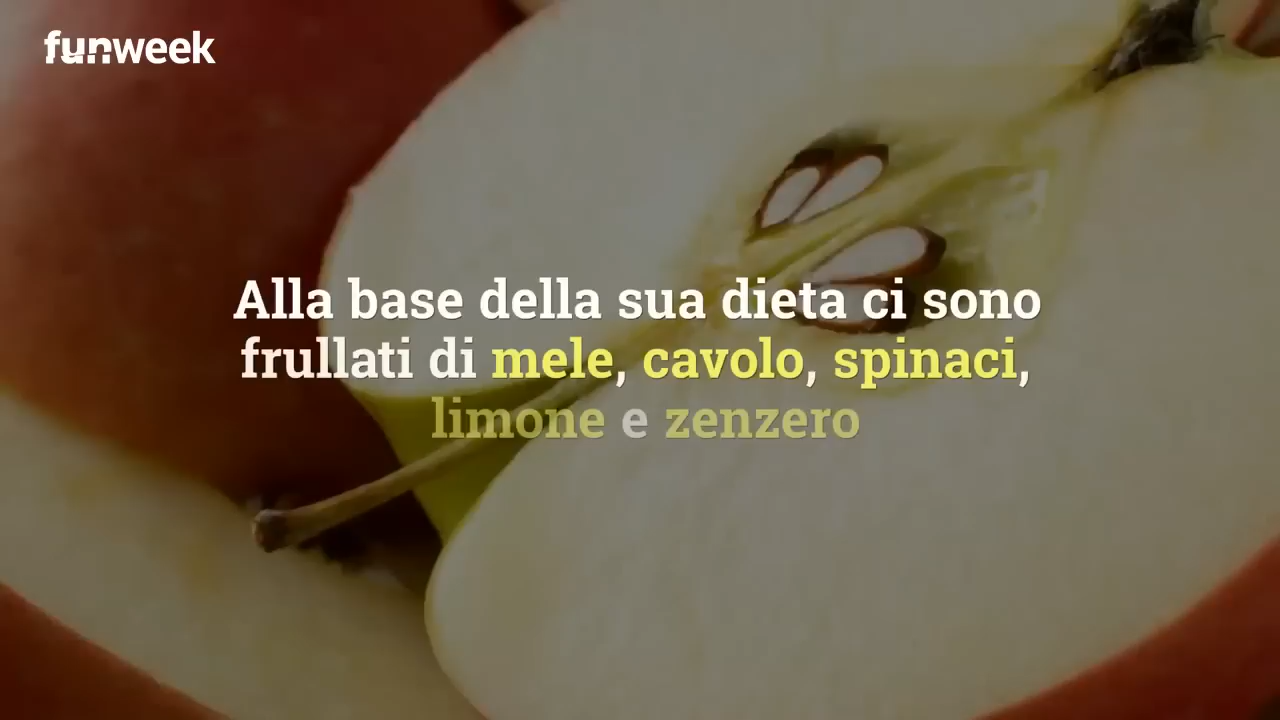 funweek
Alla base della sua dieta ci sono
frullati di mele, cavolo, spinaci,
limone e zenzero